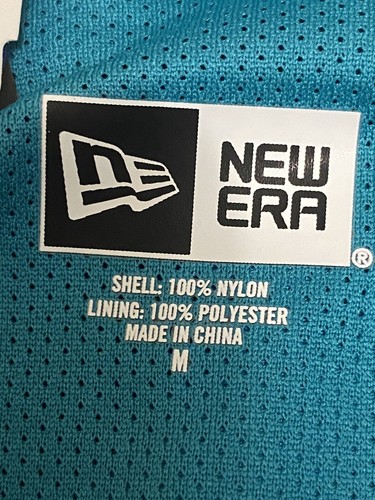 NEW
ERA
®
SHELL: 100% NYLON
LINING: 100% POLYESTER
MADE IN CHINA
M